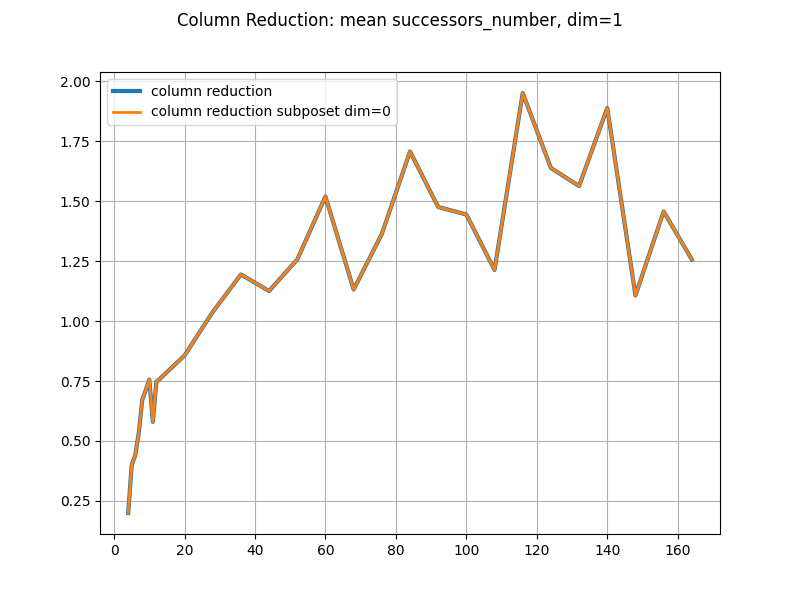 Column Reduction: mean successors_number, dim=1
column reduction
column reduction subposet dim=0
2.00
1.75
1.50
1.25
1.00
0.75
0.50
0.25
0 20 40 60 80 100 120 140 160